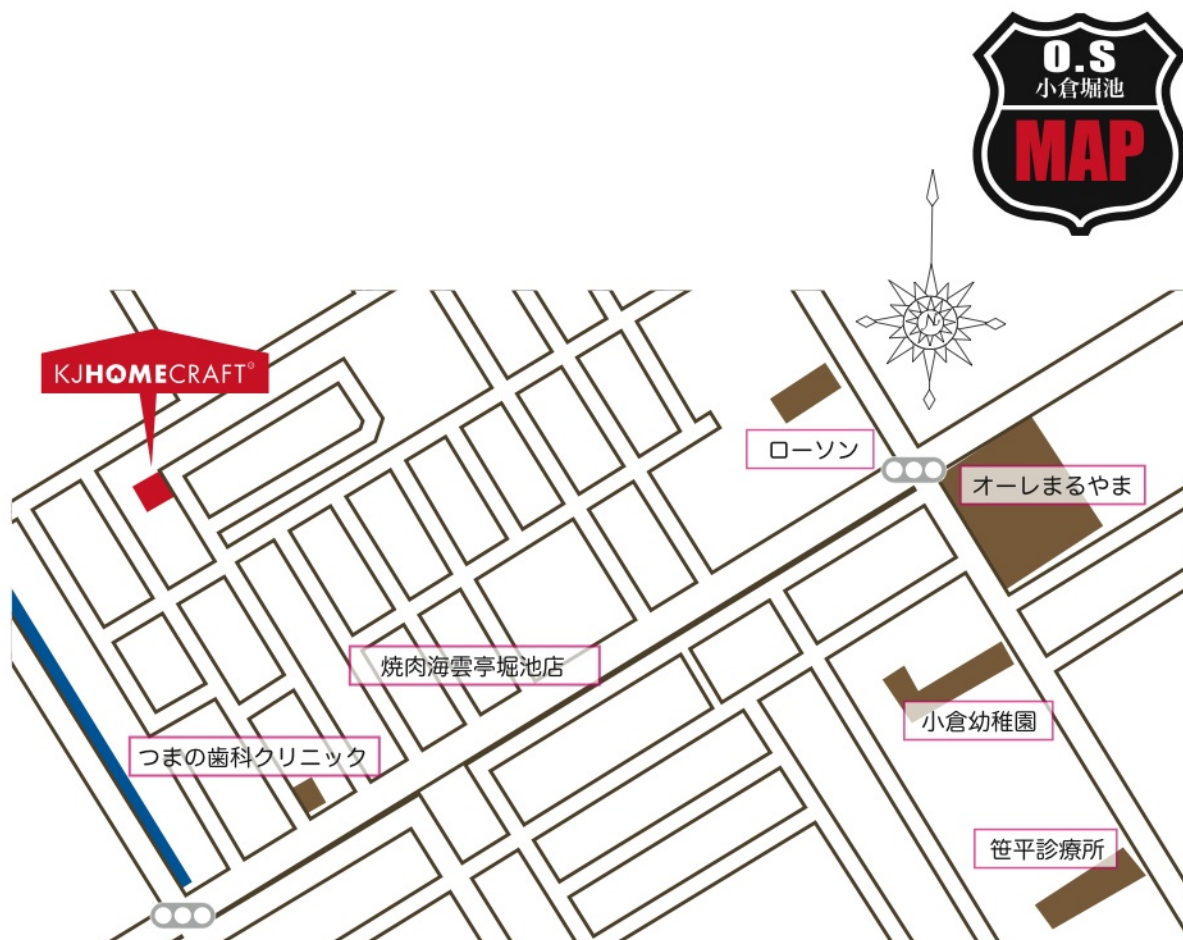 O.S
小倉堀池
MAP
N
KJHOMECRAFT®
ローソン
オーレまるやま
焼肉海雲亭堀池店
小倉幼稚園
つまの歯科クリニック
笹平診療所